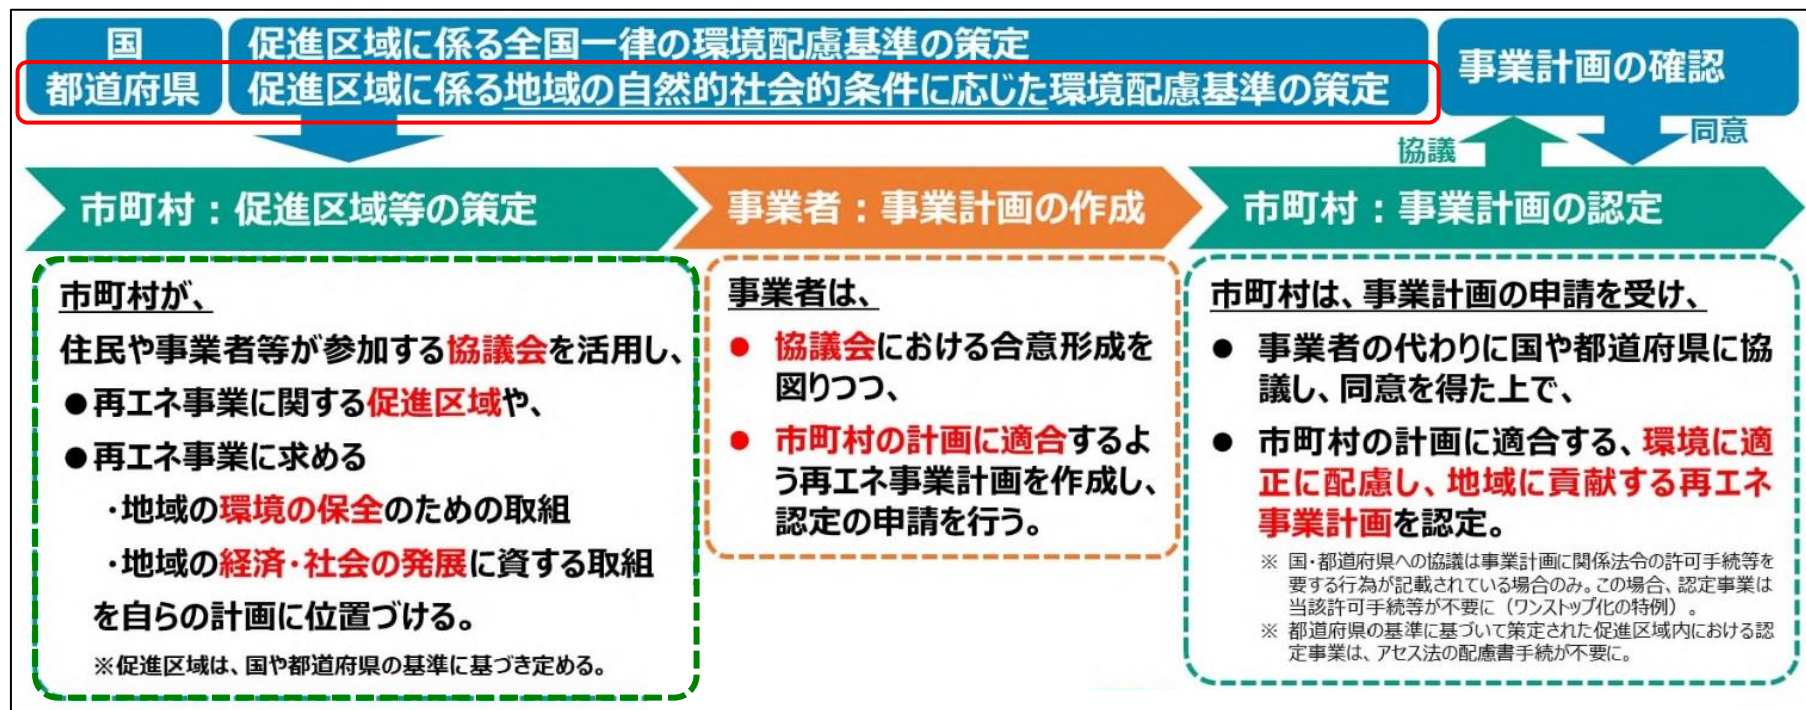 国
都道府県
促進区域に係る全国一律の環境配慮基準の策定
促進区域に係る地域の自然的社会的条件に応じた環境配慮基準の策定
事業計画の確認
協議
同意
市町村：促進区域等の策定
事業者：事業計画の作成
市町村：事業計画の認定
市町村が、
住民や事業者等が参加する協議会を活用し、
●再エネ事業に関する促進区域や、
●再エネ事業に求める
・地域の環境の保全のための取組
・地域の経済・社会の発展に資する取組
を自らの計画に位置づける。
※促進区域は、国や都道府県の基準に基づき定める。
事業者は、
● 協議会における合意形成を
図りつつ、
● 市町村の計画に適合するよ
う再エネ事業計画を作成し、
認定の申請を行う。
市町村は、事業計画の申請を受け、
● 事業者の代わりに国や都道府県に協
議し、同意を得た上で、
● 市町村の計画に適合する、環境に適
正に配慮し、地域に貢献する再エネ
事業計画を認定。
※ 国・都道府県への協議は事業計画に関係法令の許可手続等を
要する行為が記載されている場合のみ。この場合、認定事業は
当該許可手続等が不要に（ワンストップ化の特例）。
※ 都道府県の基準に基づいて策定された促進区域内における認
定事業は、アセス法の配慮書手続が不要に。